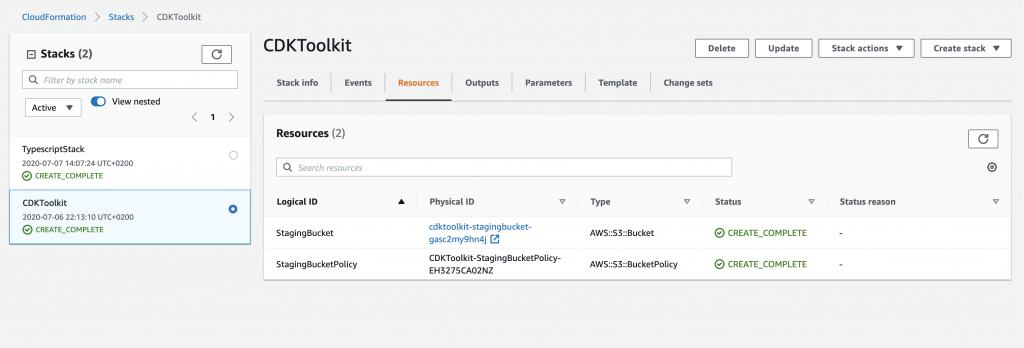 CloudFormation > Stacks > CDKToolkit
Stacks (2)
Filter by stack name
Active
View nested
< 1 >
TypescriptStack
2020-07-07 14:07:24 UTC+0200
CREATE_COMPLETE
CDKToolkit
2020-07-06 22:13:10 UTC+0200
CREATE_COMPLETE
CDKToolkit
Delete Update Stack actions Create stack
Stack info Events Resources Outputs Parameters Template Change sets
Resources (2)
Search resources
Logical ID Physical ID Type Status Status reason
StagingBucket cdktoolkit-stagingbucket-
gasc2my9hn4j AWS::S3::Bucket CREATE_COMPLETE -
StagingBucketPolicy CDKToolkit-StagingBucketPolicy-
EH3275CA02NZ AWS::S3::BucketPolicy CREATE_COMPLETE -